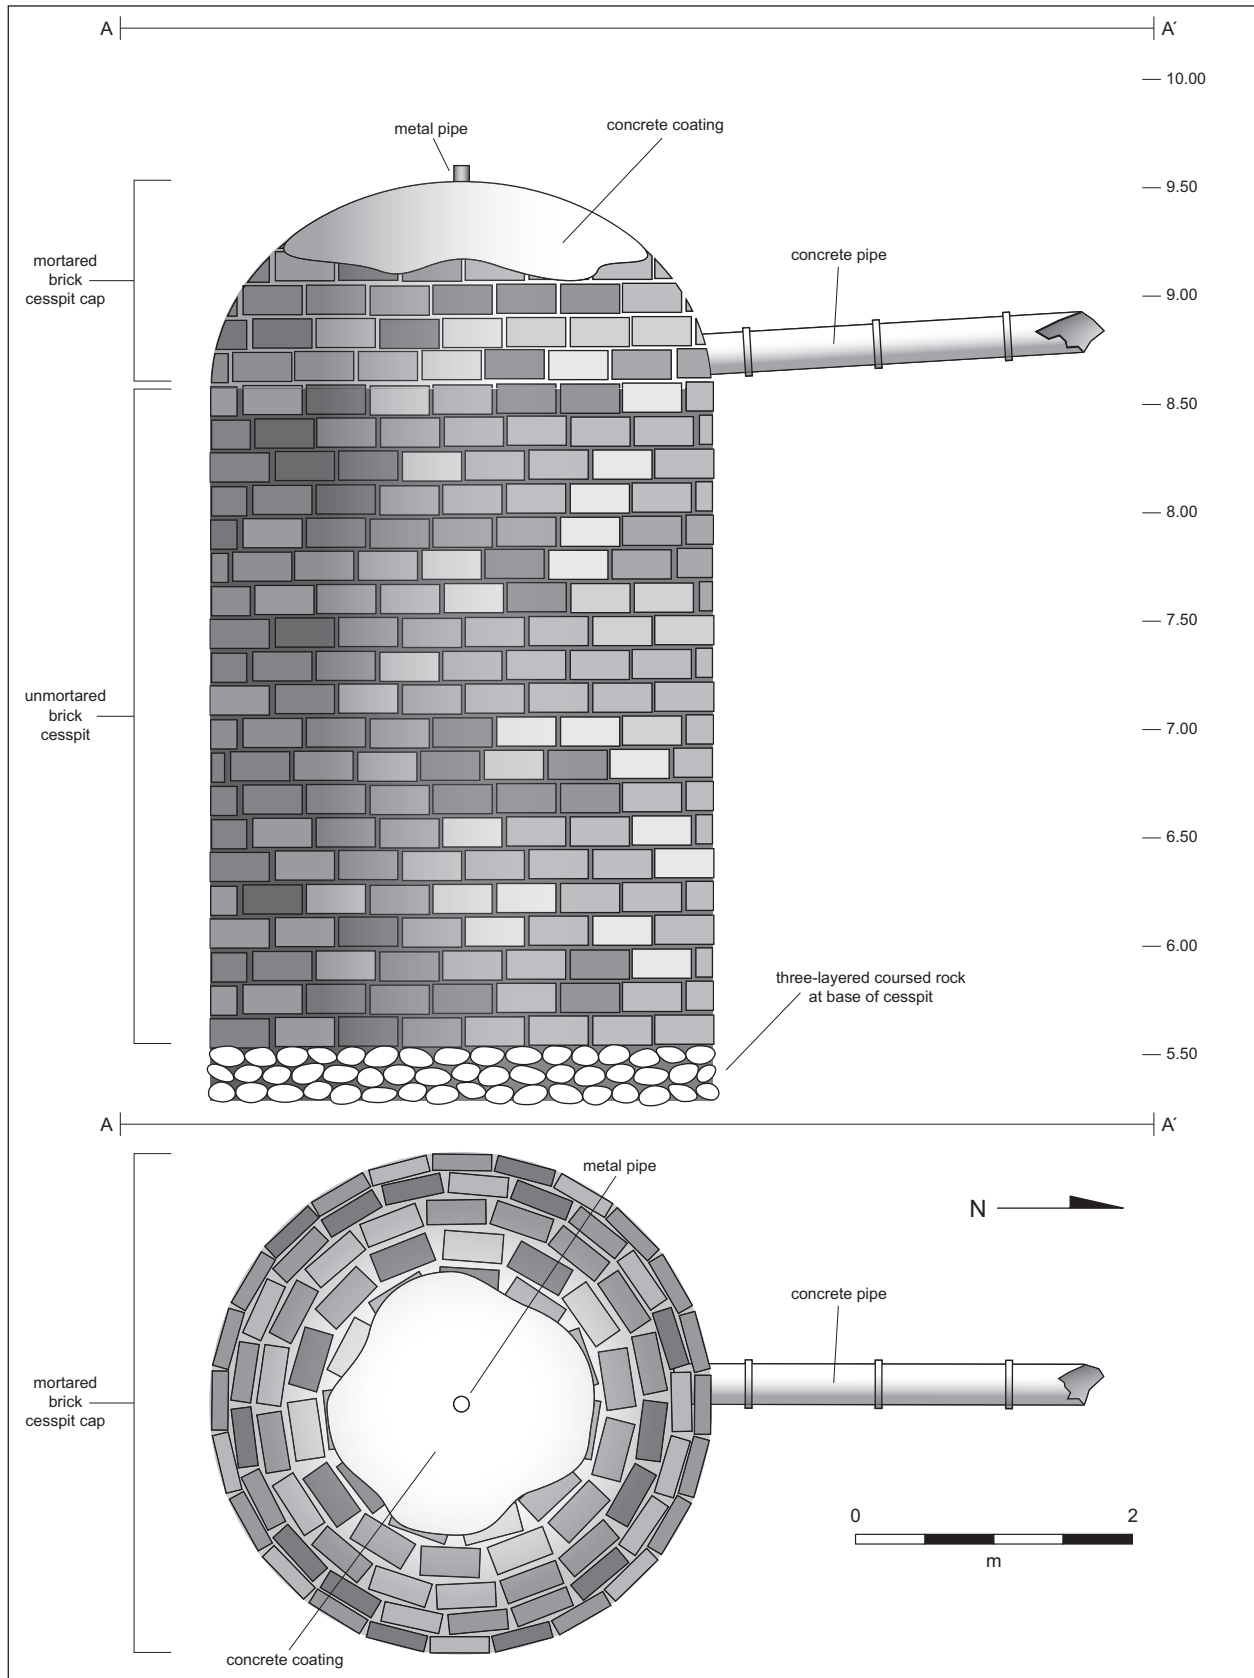 A A´
10.00
metal pipe
concrete coating
9.50
mortared
brick
cesspit cap
concrete pipe
9.00
8.50
8.00
7.50
unmortared
brick
cesspit
7.00
6.50
6.00
three-layered coursed rock
at base of cesspit
5.50
A A´
metal pipe
N
concrete pipe
mortared
brick
cesspit cap
0 2
m
concrete coating